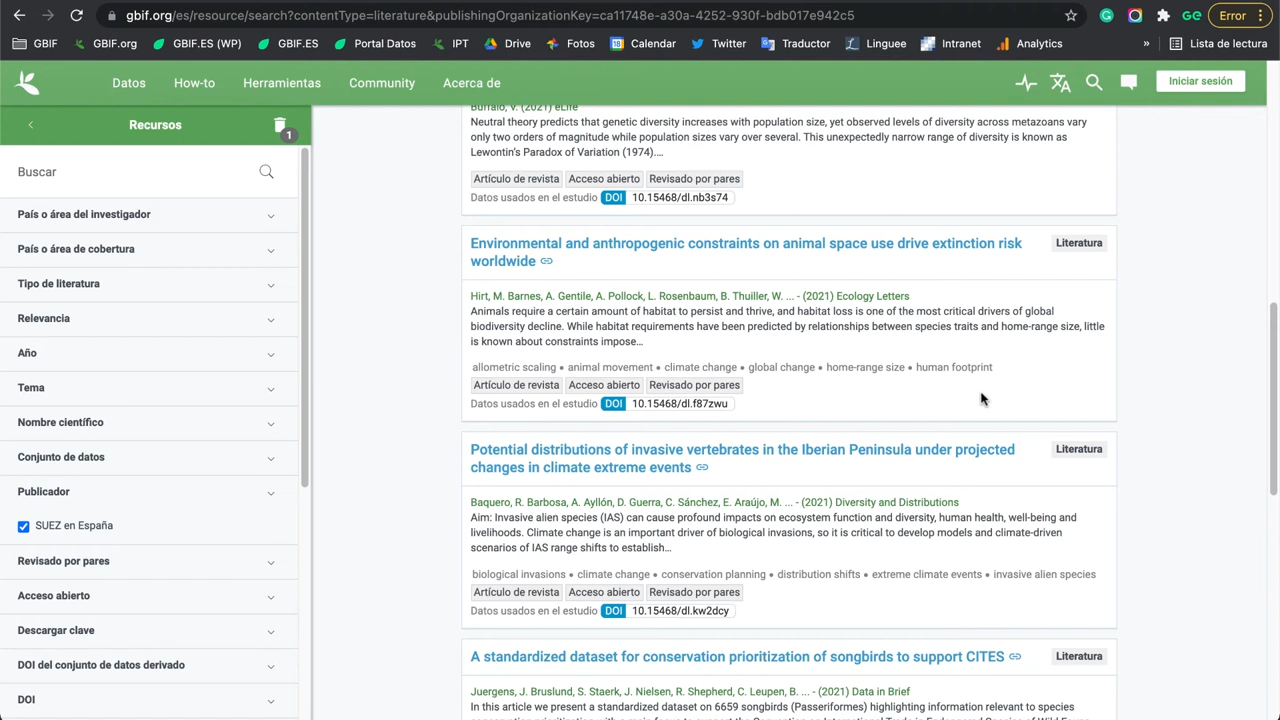 gbif.org/es/resource/search?contentType=literature&publishingOrganizationKey=ca11748e-a30a-4252-930f-bdb017e942c5
Error
GBIF
GBIF.org
GBIF.ES (WP)
GBIF.ES
Portal Datos
IPT
Drive
Fotos
Calendar
Twitter
Traductor
Linguee
Intranet
Analytics
»
Lista de lectura
Datos
How-to
Herramientas
Community
Acerca de
Iniciar sesión
Recursos
1
Buscar
País o área del investigador
País o área de cobertura
Tipo de literatura
Relevancia
Año
Tema
Nombre científico
Conjunto de datos
Publicador
SUEZ en España
Revisado por pares
Acceso abierto
Descargar clave
DOI del conjunto de datos derivado
DOI
Buffalo, V. (2021) eLife
Neutral theory predicts that genetic diversity increases with population size, yet observed levels of diversity across metazoans vary
only two orders of magnitude while population sizes vary over several. This unexpectedly narrow range of diversity is known as
Lewontin's Paradox of Variation (1974)....
Artículo de revista Acceso abierto Revisado por pares
Datos usados en el estudio DOI 10.15468/dl.nb3s74
Environmental and anthropogenic constraints on animal space use drive extinction risk
worldwide
Literatura
Hirt, M. Barnes, A. Gentile, A. Pollock, L. Rosenbaum, B. Thuiller, W. ... - (2021) Ecology Letters
Animals require a certain amount of habitat to persist and thrive, and habitat loss is one of the most critical drivers of global
biodiversity decline. While habitat requirements have been predicted by relationships between species traits and home-range size, little
is known about constraints impose...
allometric scaling • animal movement • climate change • global change • home-range size • human footprint
Artículo de revista Acceso abierto Revisado por pares
Datos usados en el estudio DOI 10.15468/dl.f87zwu
Potential distributions of invasive vertebrates in the Iberian Peninsula under projected
changes in climate extreme events
Literatura
Baquero, R. Barbosa, A. Ayllón, D. Guerra, C. Sánchez, E. Araújo, M. ... - (2021) Diversity and Distributions
Aim: Invasive alien species (IAS) can cause profound impacts on ecosystem function and diversity, human health, well-being and
livelihoods. Climate change is an important driver of biological invasions, so it is critical to develop models and climate-driven
scenarios of IAS range shifts to establish...
biological invasions • climate change • conservation planning • distribution shifts • extreme climate events • invasive alien species
Artículo de revista Acceso abierto Revisado por pares
Datos usados en el estudio DOI 10.15468/dl.kw2dcy
A standardized dataset for conservation prioritization of songbirds to support CITES
Literatura
Juergens, J. Bruslund, S. Staerk, J. Nielsen, R. Shepherd, C. Leupen, B. ... - (2021) Data in Brief
In this article we present a standardized dataset on 6659 songbirds (Passeriformes) highlighting information relevant to species